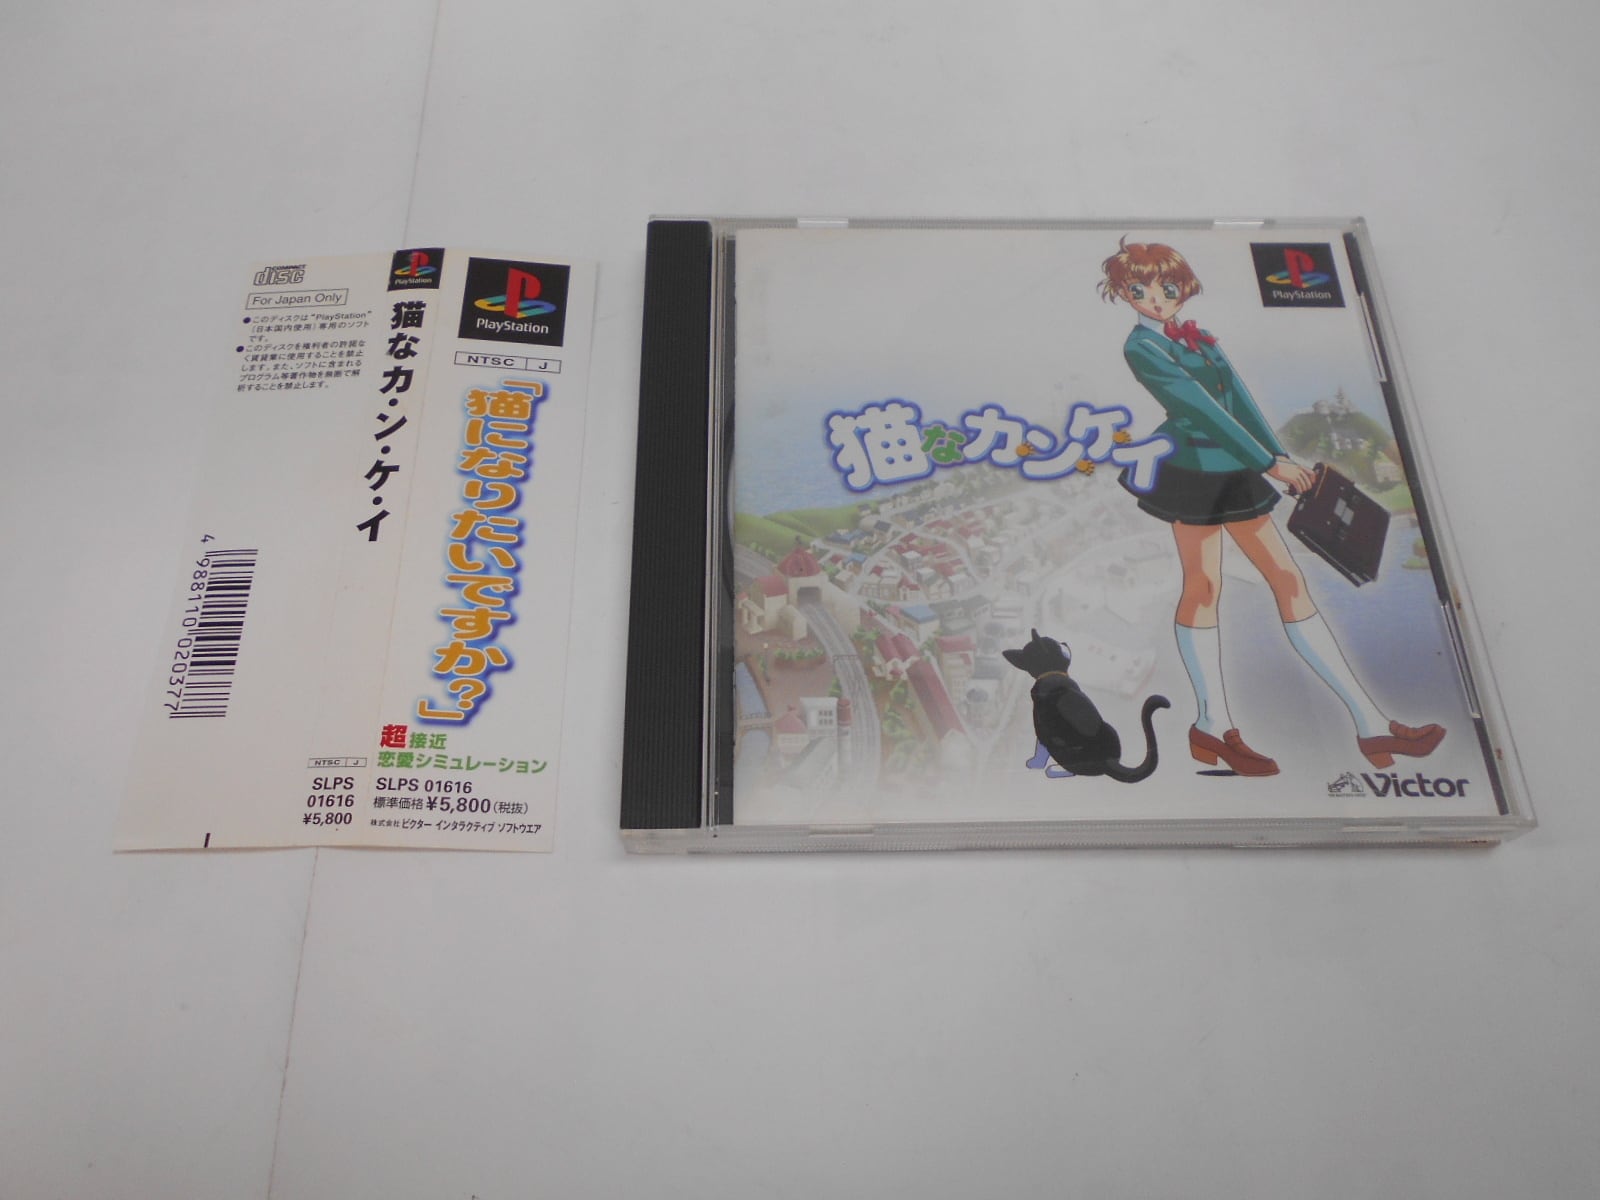 COMPACT
disc
For Japan Only
●このディスクは"PlayStation"
(日本国内使用)専用のソフト
です。
●このディスクを権利者の許諾な
く賃貸業に使用することを禁止
します。また、ソフトに含まれる
プログラム等著作物を無断で解
析することを禁止します。
4 988110 020377
NTSC J
SLPS
01616
¥5,800
PlayStation
猫なカ・ン・ケ・イ
PlayStation
NTSC J
「猫になりたいですか?」
超接近
恋愛シミュレーション
SLPS 01616
標準価格¥5,800(税抜)
株式会社ビクター インタラクティブ ソフトウエア
PlayStation
猫なカンケイ
Victor